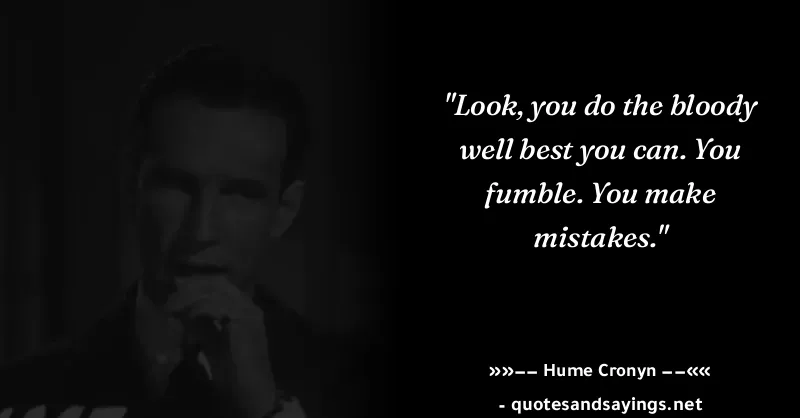 "Look, you do the bloody
well best you can. You
fumble. You make
mistakes."
»»−− Hume Cronyn −−««
- quotesandsayings.net